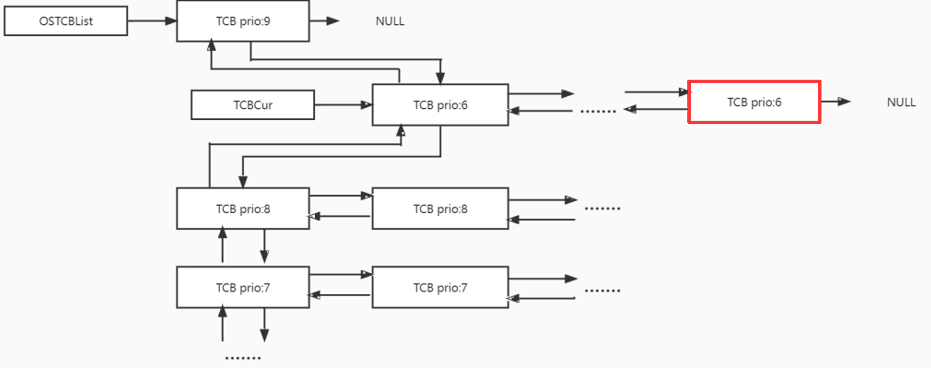 OSTCBList
TCB prio:9
NULL
TCBCur
TCB prio:6
.......
TCB prio:6
NULL
TCB prio:8
TCB prio:8
.......
TCB prio:7
TCB prio:7
.......
.......